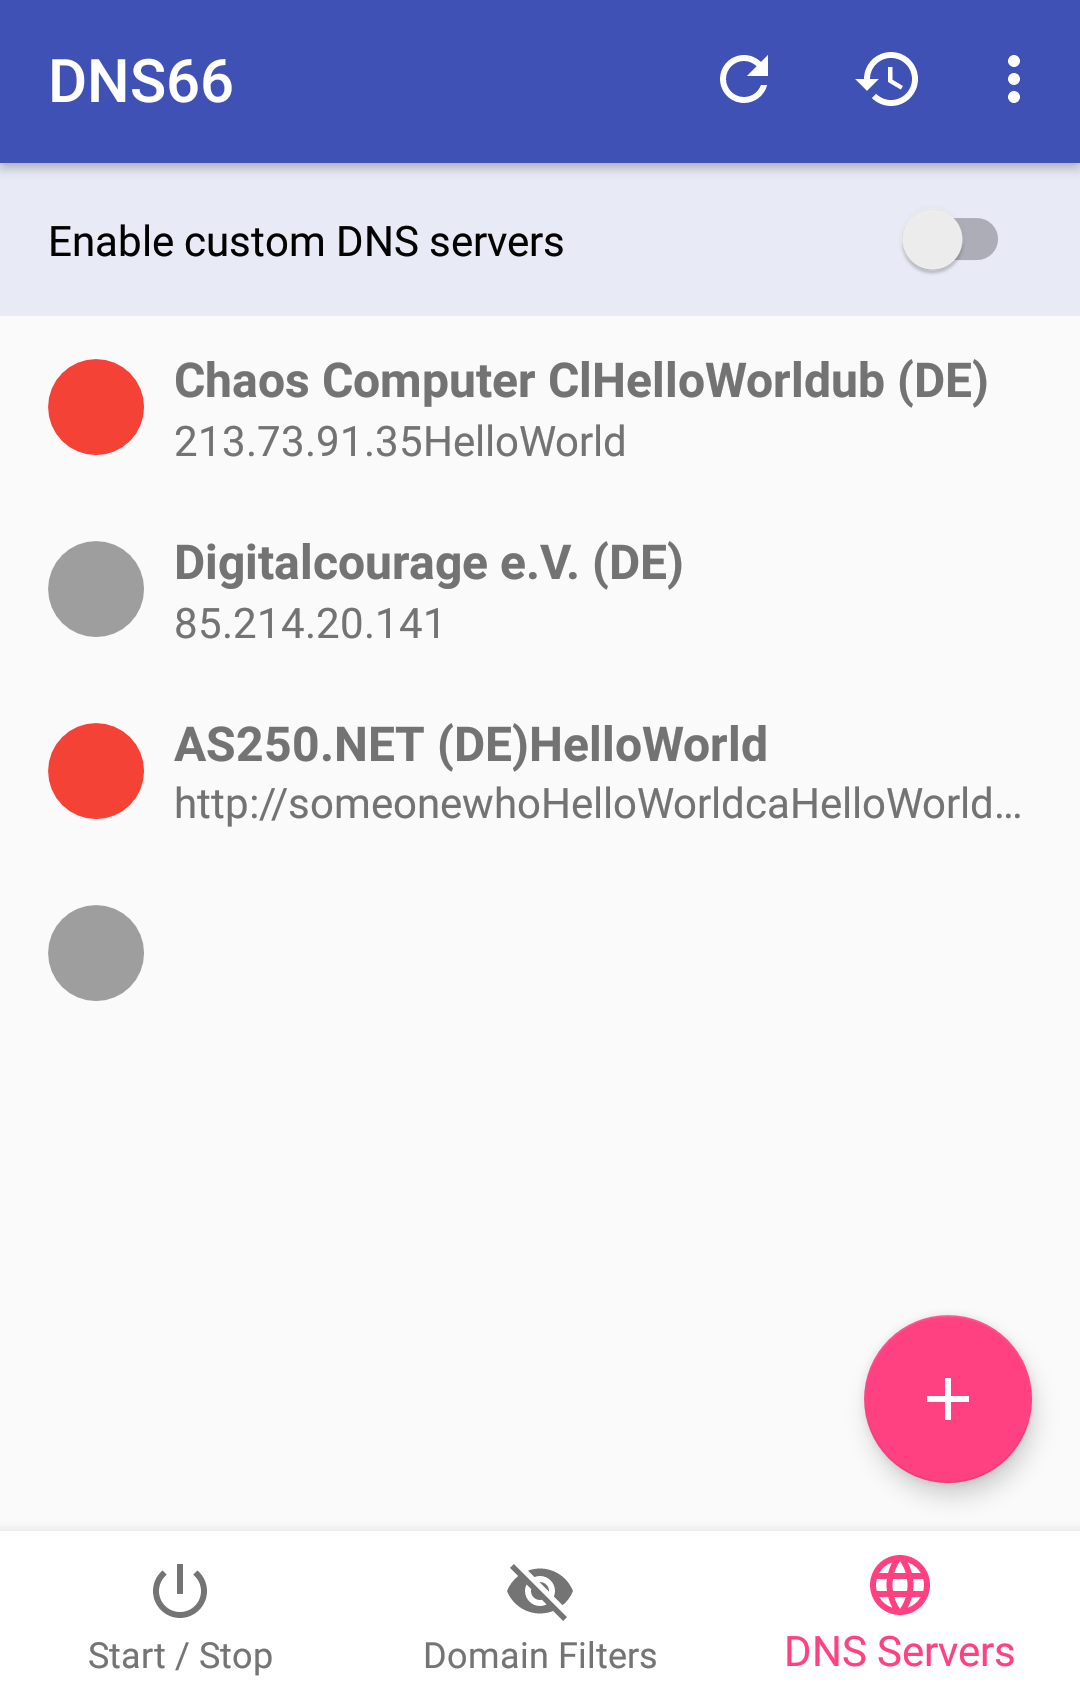 DNS66
Enable custom DNS servers
Chaos Computer ClHelloWorldub (DE)
213.73.91.35HelloWorld
Digitalcourage e.V. (DE)
85.214.20.141
AS250.NET (DE)HelloWorld
http://someonewhoHelloWorldcaHelloWorld…
Start / Stop
Domain Filters
DNS Servers